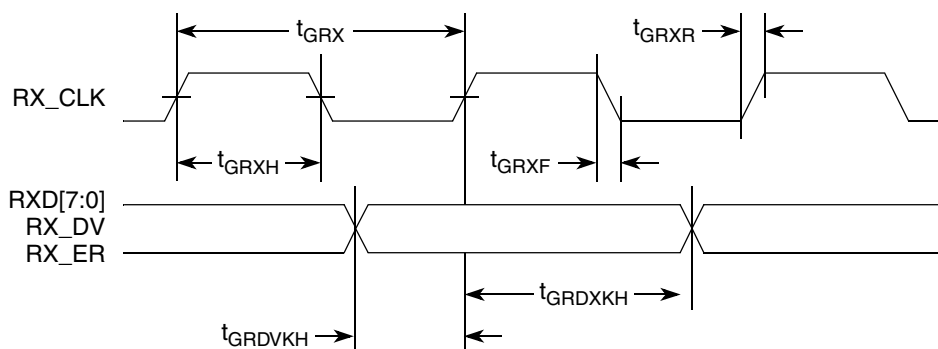 tGRX
tGRXR
RX_CLK
tGRXH
tGRXF
RXD[7:0]
RX_DV
RX_ER
tGRDXKH
tGRDVKH